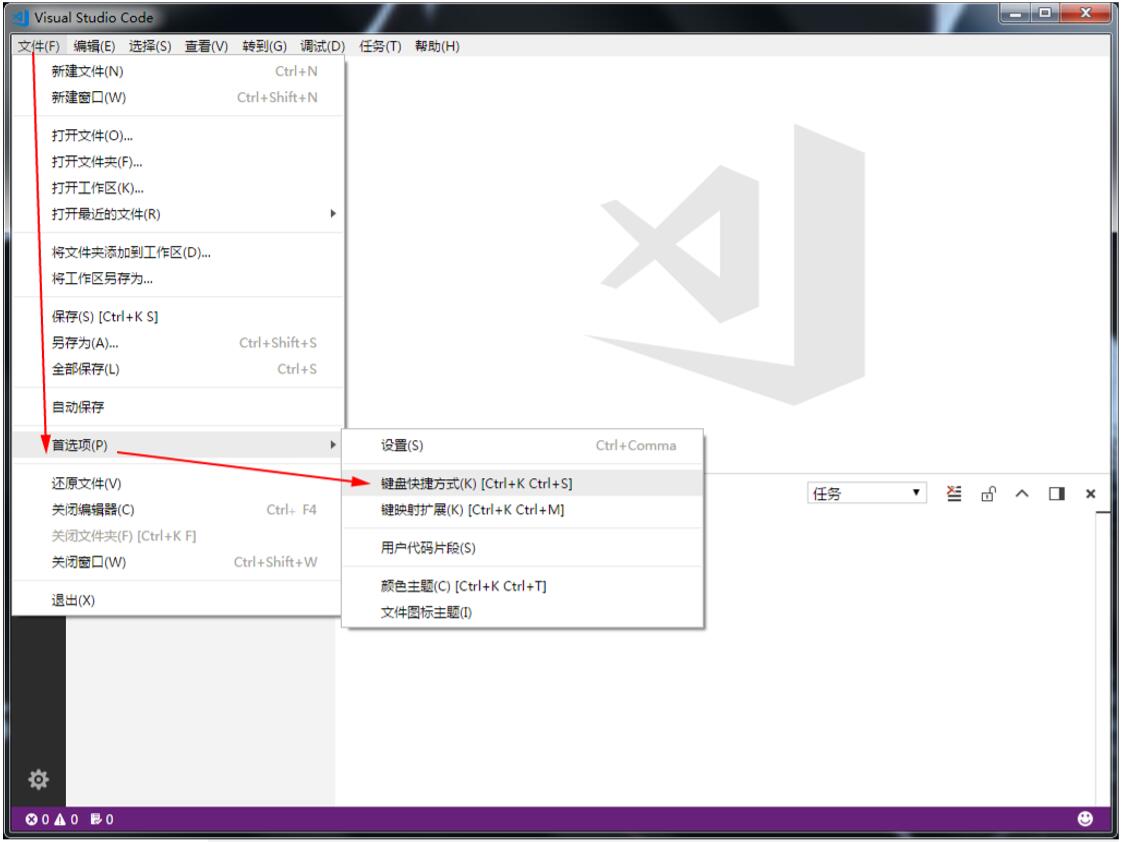 Visual Studio Code
文件(F) 编辑(E) 选择(S) 查看(V) 转到(G) 调试(D) 任务(T) 帮助(H)
新建文件(N) Ctrl+N
新建窗口(W) Ctrl+Shift+N
打开文件(O)...
打开文件夹(F)...
打开工作区(K)...
打开最近的文件(R)
将文件夹添加到工作区(D)...
将工作区另存为...
保存(S) [Ctrl+K S]
另存为(A)... Ctrl+Shift+S
全部保存(L) Ctrl+S
自动保存
首选项(P)
还原文件(V)
关闭编辑器(C) Ctrl+ F4
关闭文件夹(F) [Ctrl+K F]
关闭窗口(W) Ctrl+Shift+W
退出(X)
设置(S) Ctrl+Comma
键盘快捷方式(K) [Ctrl+K Ctrl+S]
键映射扩展(K) [Ctrl+K Ctrl+M]
用户代码片段(S)
颜色主题(C) [Ctrl+K Ctrl+T]
文件图标主题(I)
任务
0 0 0